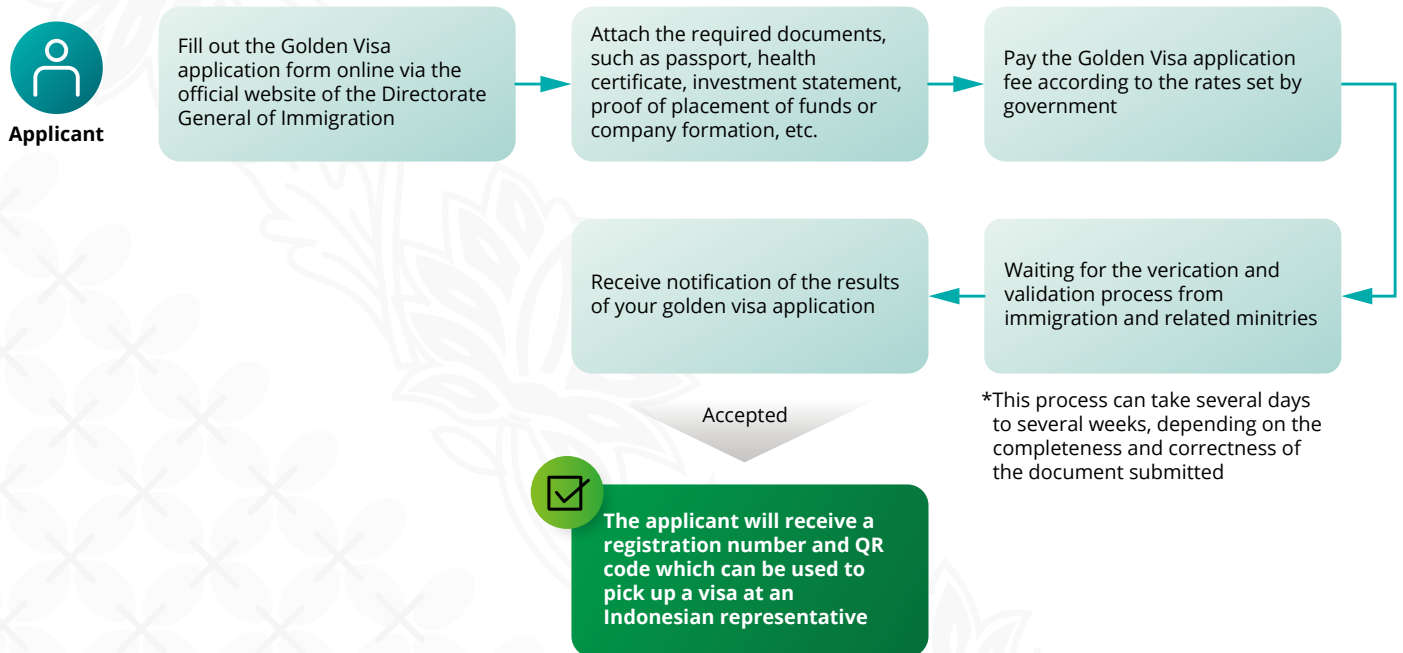 Applicant
Fill out the Golden Visa
application form online via the
official website of the Directorate
General of Immigration
Attach the required documents,
such as passport, health
certificate, investment statement,
proof of placement of funds or
company formation, etc.
Pay the Golden Visa application
fee according to the rates set by
government
Waiting for the verication and
validation process from
immigration and related minitries
*This process can take several days
to several weeks, depending on the
completeness and correctness of
the document submitted
Receive notification of the results
of your golden visa application
Accepted
The applicant will receive a
registration number and QR
code which can be used to
pick up a visa at an
Indonesian representative